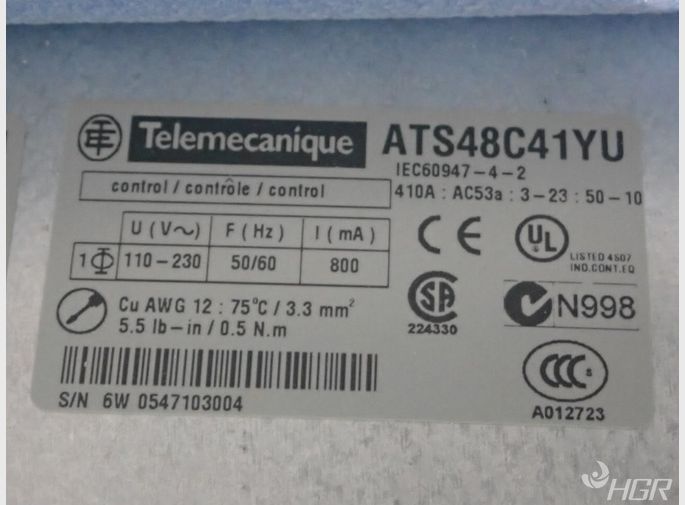 Telemecanique ATS48C41YU
IEC60947-4-2
control / contrôle / control
410A : AC53a : 3-23 : 50-10
U (V~) F (Hz) I (mA)
1Φ 110-230 50/60 800
CE UL
LISTED 4S07
IND.CONT.EQ
Cu AWG 12 : 75°C / 3.3 mm²
5.5 lb-in / 0.5 N.m
SA
224330
N998
CCC S
A012723
S/N 6W 0547103004
HGR